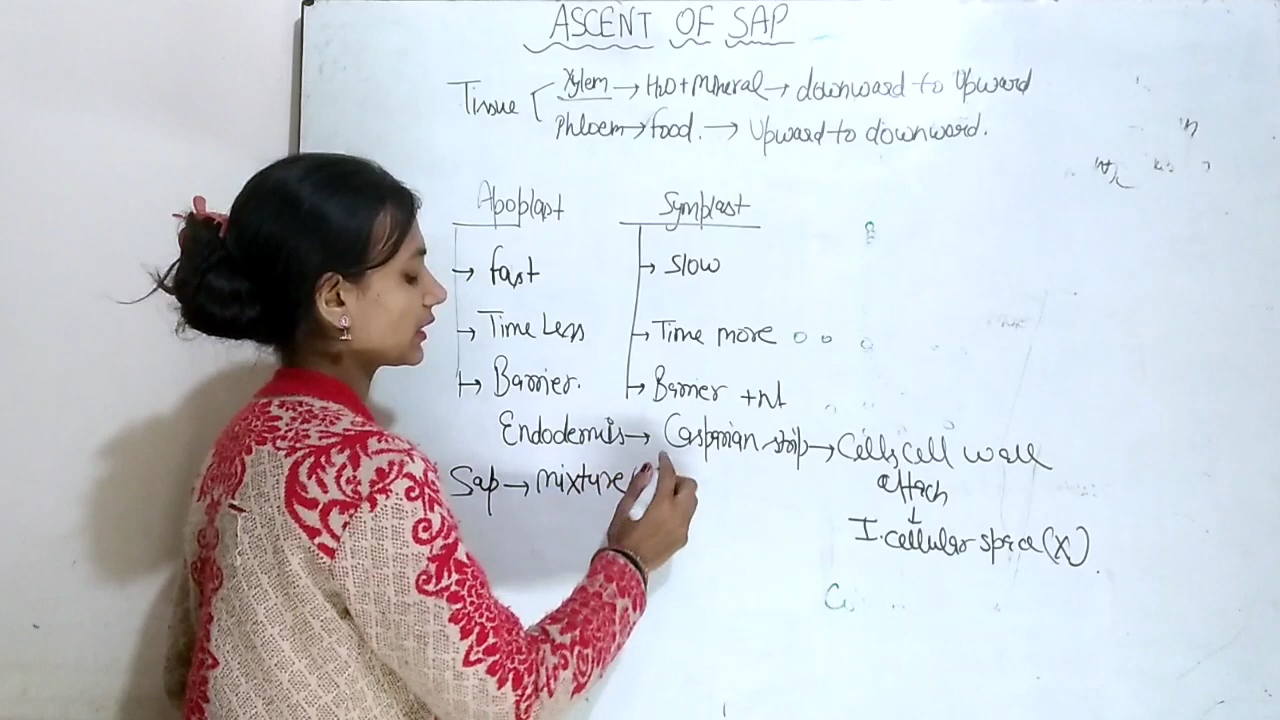 ASCENT OF SAP
Tissue
Xylem → H2O + Mineral → downward to Upward
Phloem → food. → Upward to downward.
Apoplast
Symplast
→ fast
→ Slow
→ Time Less
→ Time more
→ Barrier.
→ Barrier +nt
Endodermis → Casparian strip → Cells cell wall
attach
↓
I. cellular space (X).
Sap → mixture